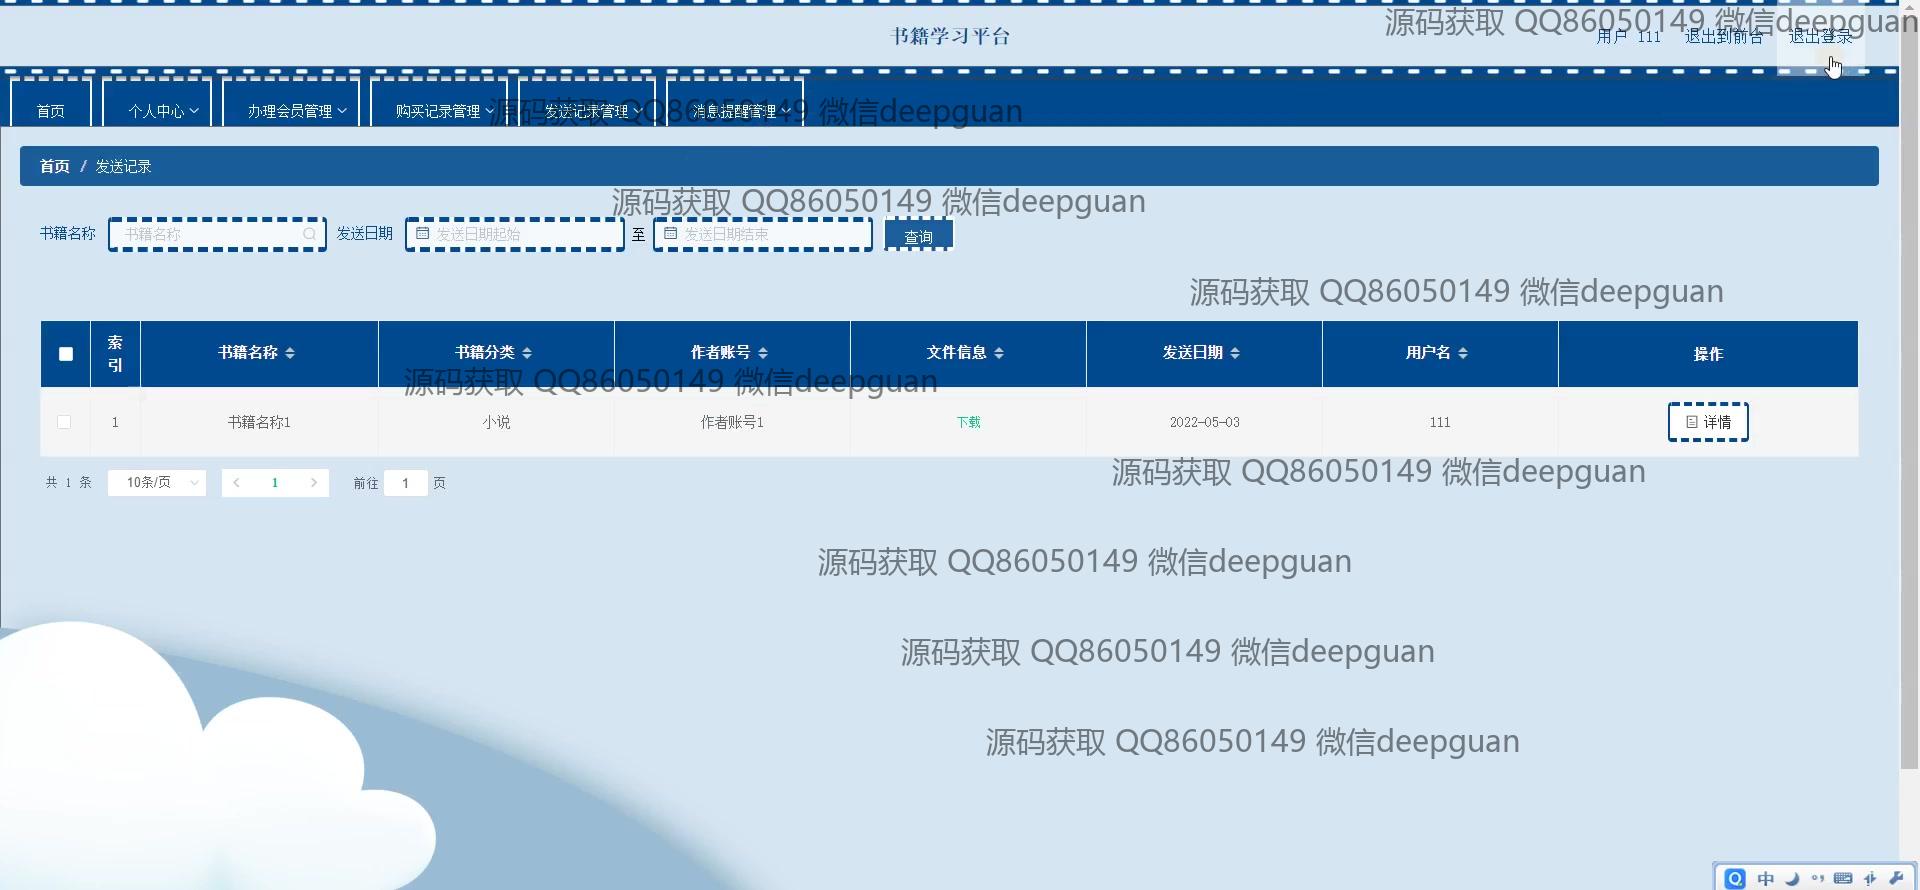 源码获取 QQ86050149 微信deepguan
书籍学习平台
用户 111 退出到前台 退出登录
首页 个人中心 办理会员管理 购买记录管理 发送记录管理 消息提醒管理
源码获取 QQ86050149 微信deepguan
首页 / 发送记录
源码获取 QQ86050149 微信deepguan
书籍名称 书籍名称 发送日期 发送日期起始 至 发送日期结束 查询
源码获取 QQ86050149 微信deepguan
索引 书籍名称 书籍分类 作者账号 文件信息 发送日期 用户名 操作
源码获取 QQ86050149 微信deepguan
1 书籍名称1 小说 作者账号1 下载 2022-05-03 111 详情
源码获取 QQ86050149 微信deepguan
共 1 条 10条/页 1 前往 1 页
源码获取 QQ86050149 微信deepguan
源码获取 QQ86050149 微信deepguan
源码获取 QQ86050149 微信deepguan
中